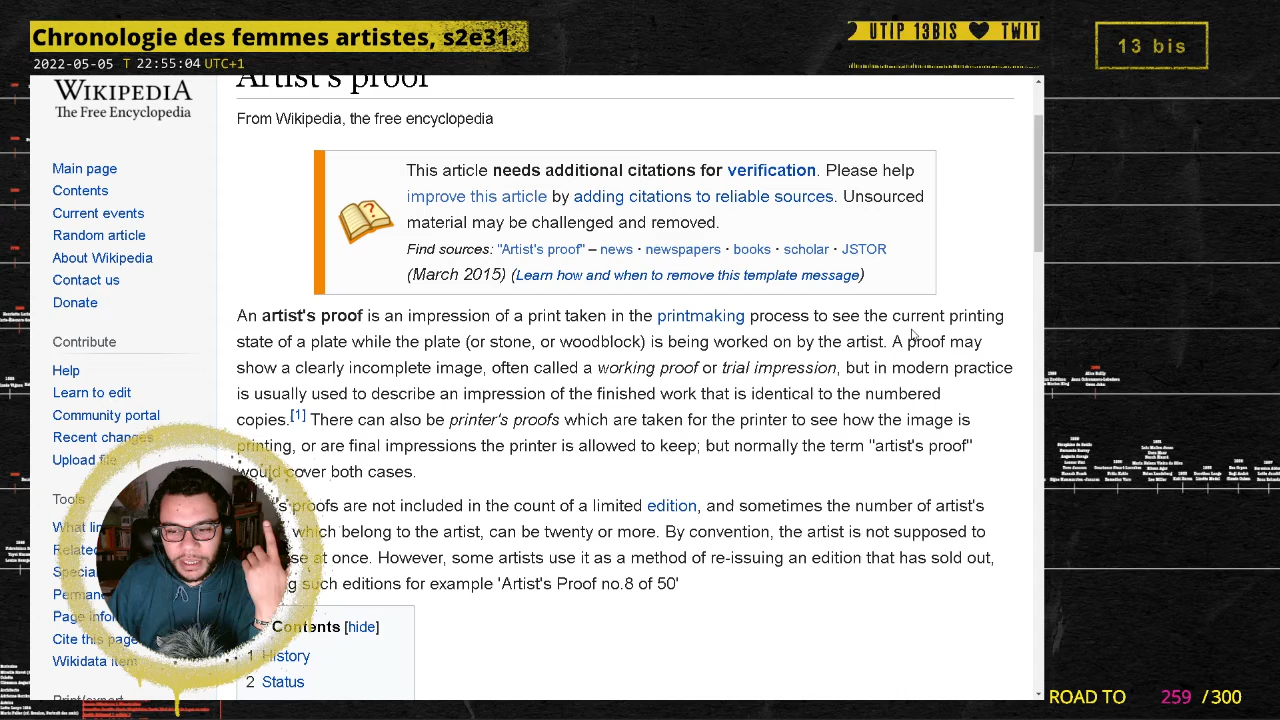 Chronologie des femmes artistes, s2e31.
UTIP 13BIS TWIT
13 bis
2022-05-05 T 22:55:04 UTC+1
Artist's proof
WIKIPEDIA
The Free Encyclopedia
From Wikipedia, the free encyclopedia
Main page
Contents
Current events
Random article
About Wikipedia
Contact us
Donate
Contribute
Help
Learn to edit
Community portal
Recent changes
Upload file
Tools
What lin
Relate
Special
Perman
Page info
Cite this page
Wikidata item
Print/export
This article needs additional citations for verification. Please help
improve this article by adding citations to reliable sources. Unsourced
material may be challenged and removed.
Find sources: "Artist's proof" – news · newspapers · books · scholar · JSTOR
(March 2015) (Learn how and when to remove this template message)
An artist's proof is an impression of a print taken in the printmaking process to see the current printing
state of a plate while the plate (or stone, or woodblock) is being worked on by the artist. A proof may
show a clearly incomplete image, often called a working proof or trial impression, but in modern practice
is usually used to describe an impression of the finished work that is identical to the numbered
copies.[1] There can also be printer's proofs which are taken for the printer to see how the image is
printing, or are final impressions the printer is allowed to keep; but normally the term "artist's proof"
would cover both cases.
s proofs are not included in the count of a limited edition, and sometimes the number of artist's
which belong to the artist, can be twenty or more. By convention, the artist is not supposed to
se at once. However, some artists use it as a method of re-issuing an edition that has sold out,
g such editions for example 'Artist's Proof no.8 of 50'
Contents [hide]
1 History
2 Status
ROAD TO 259 /300